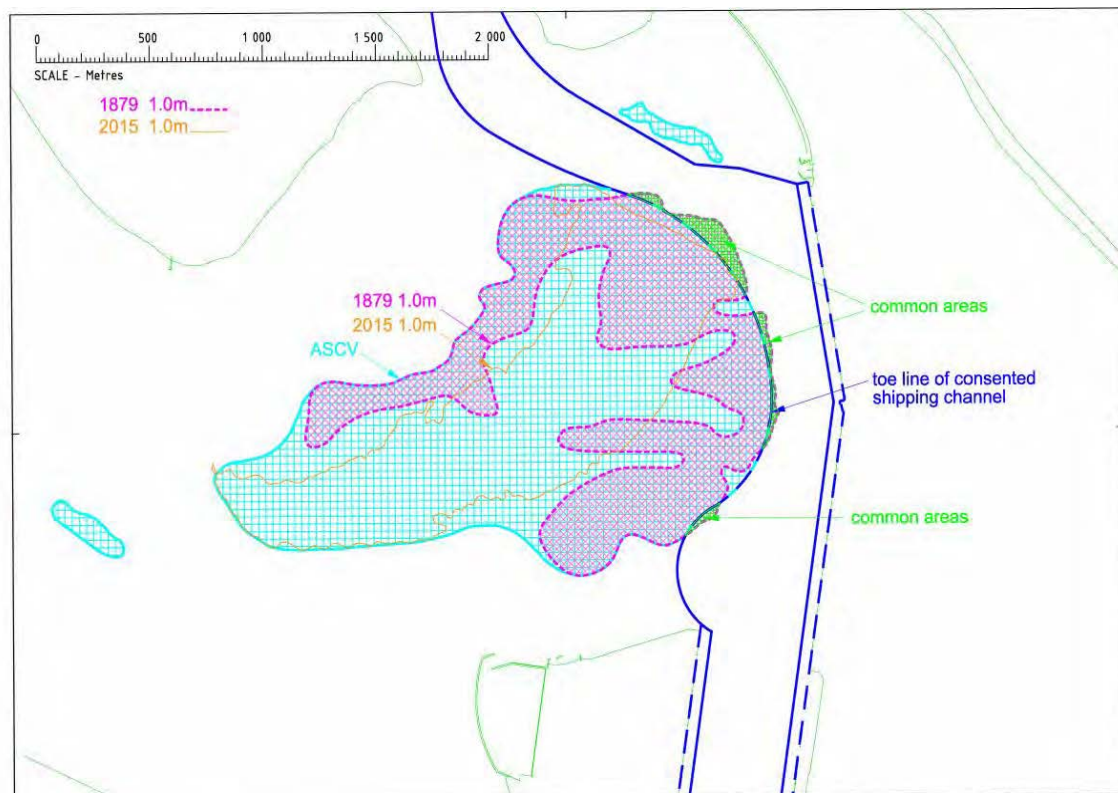 0 500 1 000 1 500 2 000
SCALE - Metres
1879 1.0m
2015 1.0m
1879 1.0m
2015 1.0m
ASCV
common areas
toe line of consented
shipping channel
common areas